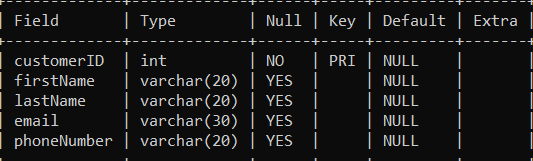 Field | Type | Null | Key | Default | Extra
customerID | int | NO | PRI | NULL |
firstName | varchar(20) | YES | | NULL |
lastName | varchar(20) | YES | | NULL |
email | varchar(30) | YES | | NULL |
phoneNumber | varchar(20) | YES | | NULL |